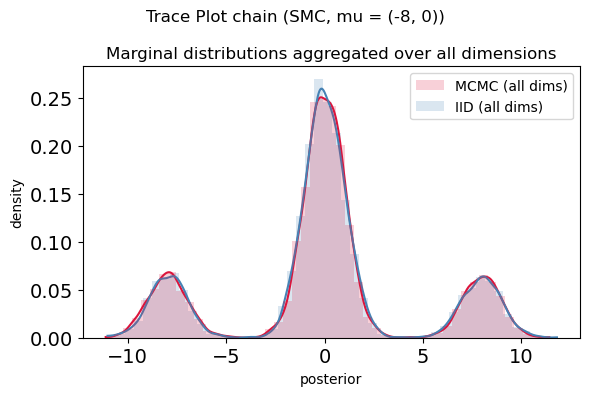 Trace Plot chain (SMC, mu = (-8, 0))
Marginal distributions aggregated over all dimensions
MCMC (all dims)
IID (all dims)
density
0.25
0.20
0.15
0.10
0.05
0.00
−10
−5
0
5
10
posterior